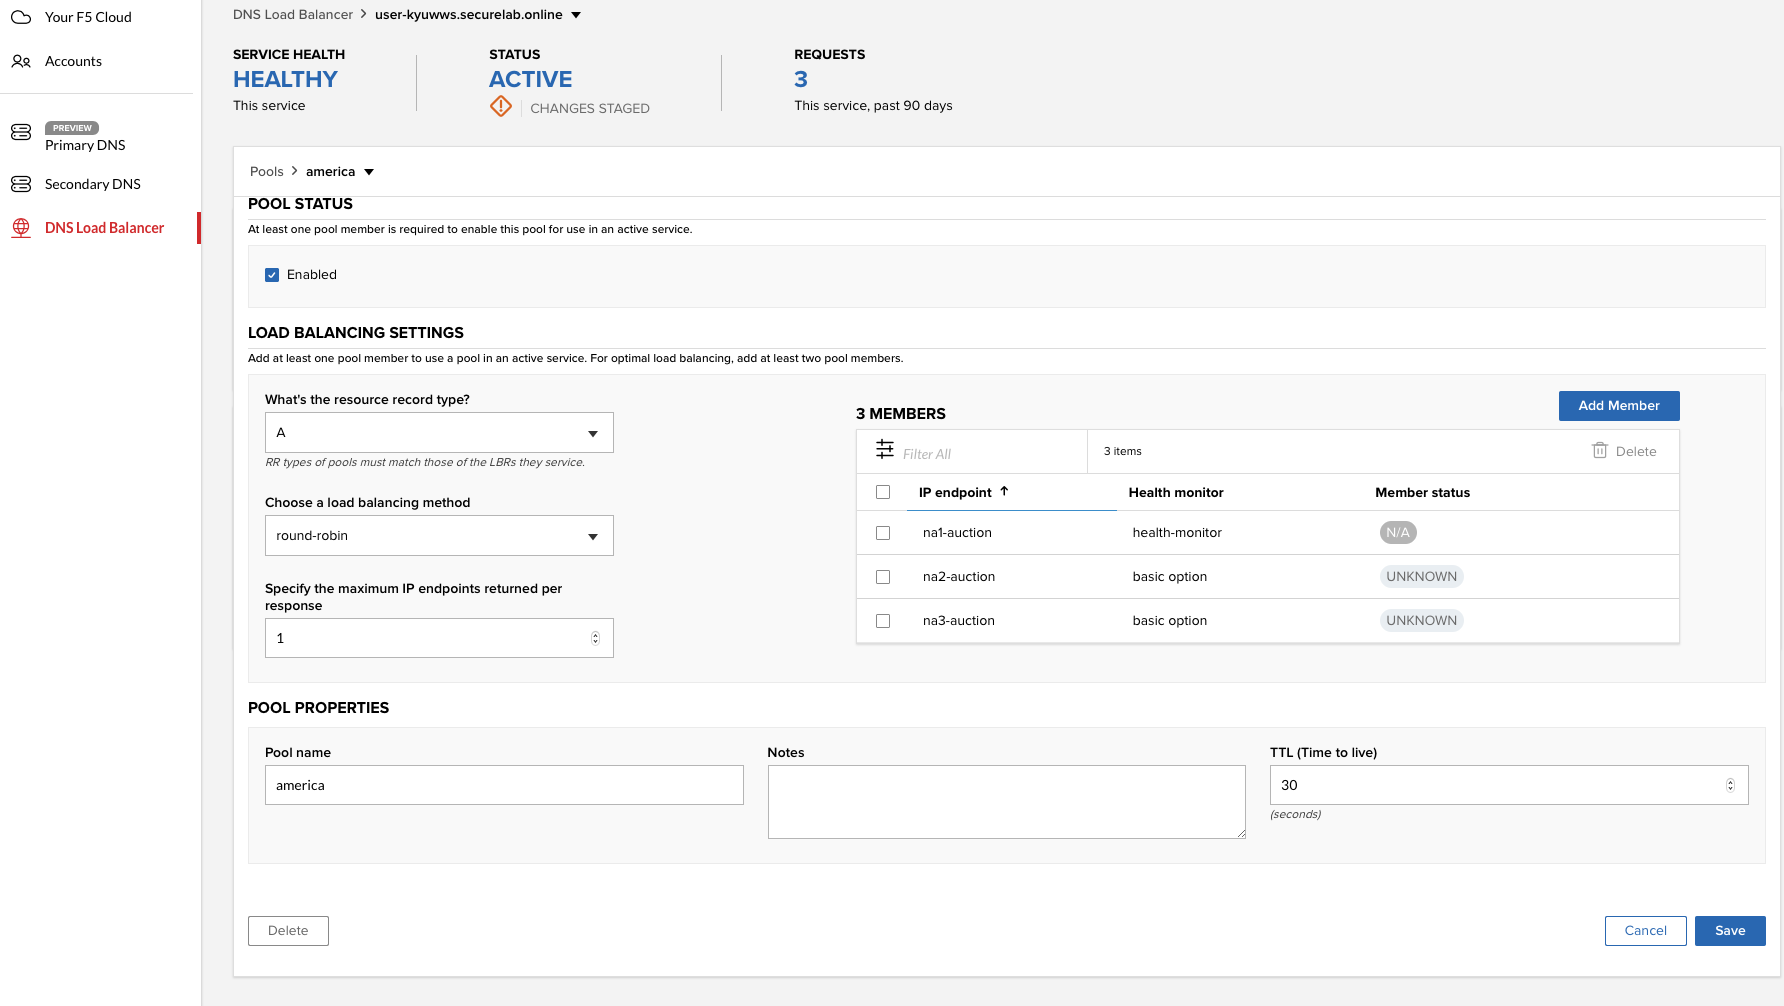 Your F5 Cloud
Accounts
PREVIEW
Primary DNS
Secondary DNS
DNS Load Balancer
DNS Load Balancer > user-kyuwws.securelab.online
SERVICE HEALTH
HEALTHY
This service
STATUS
ACTIVE
CHANGES STAGED
REQUESTS
3
This service, past 90 days
Pools > america
POOL STATUS
At least one pool member is required to enable this pool for use in an active service.
Enabled
LOAD BALANCING SETTINGS
Add at least one pool member to use a pool in an active service. For optimal load balancing, add at least two pool members.
What's the resource record type?
A
RR types of pools must match those of the LBRs they service.
Choose a load balancing method
round-robin
Specify the maximum IP endpoints returned per
response
1
3 MEMBERS
Add Member
Filter All
3 items
Delete
IP endpoint Health monitor Member status
na1-auction health-monitor N/A
na2-auction basic option UNKNOWN
na3-auction basic option UNKNOWN
POOL PROPERTIES
Pool name
america
Notes
TTL (Time to live)
30
(seconds)
Delete
Cancel
Save